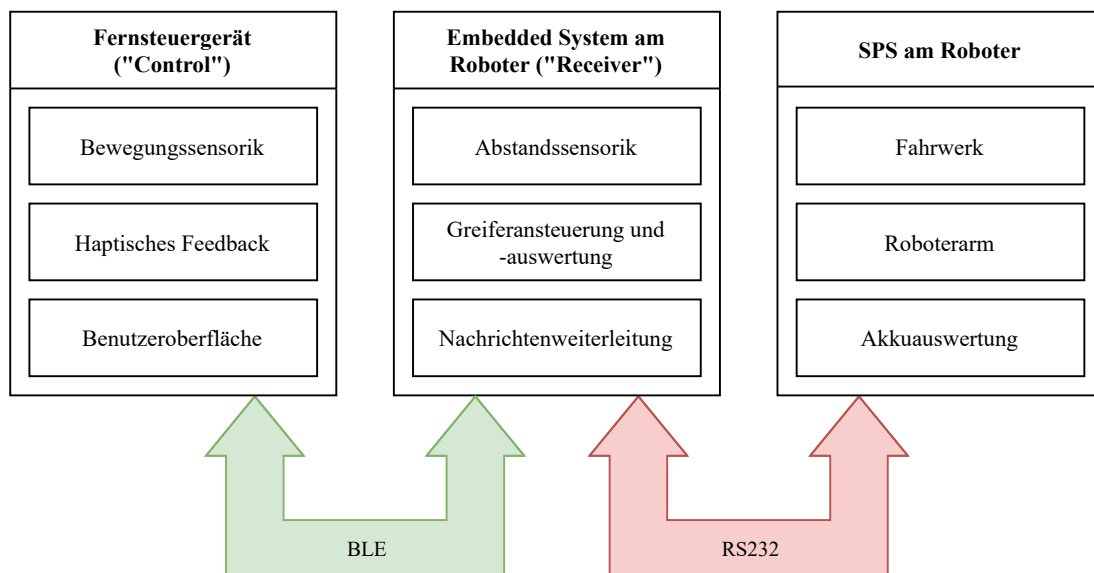 Fernsteuergerät
("Control")
Bewegungssensorik
Haptisches Feedback
Benutzeroberfläche
Embedded System am
Roboter ("Receiver")
Abstandssensorik
Greiferansteuerung und
-auswertung
Nachrichtenweiterleitung
SPS am Roboter
Fahrwerk
Roboterarm
Akkuauswertung
BLE
RS232